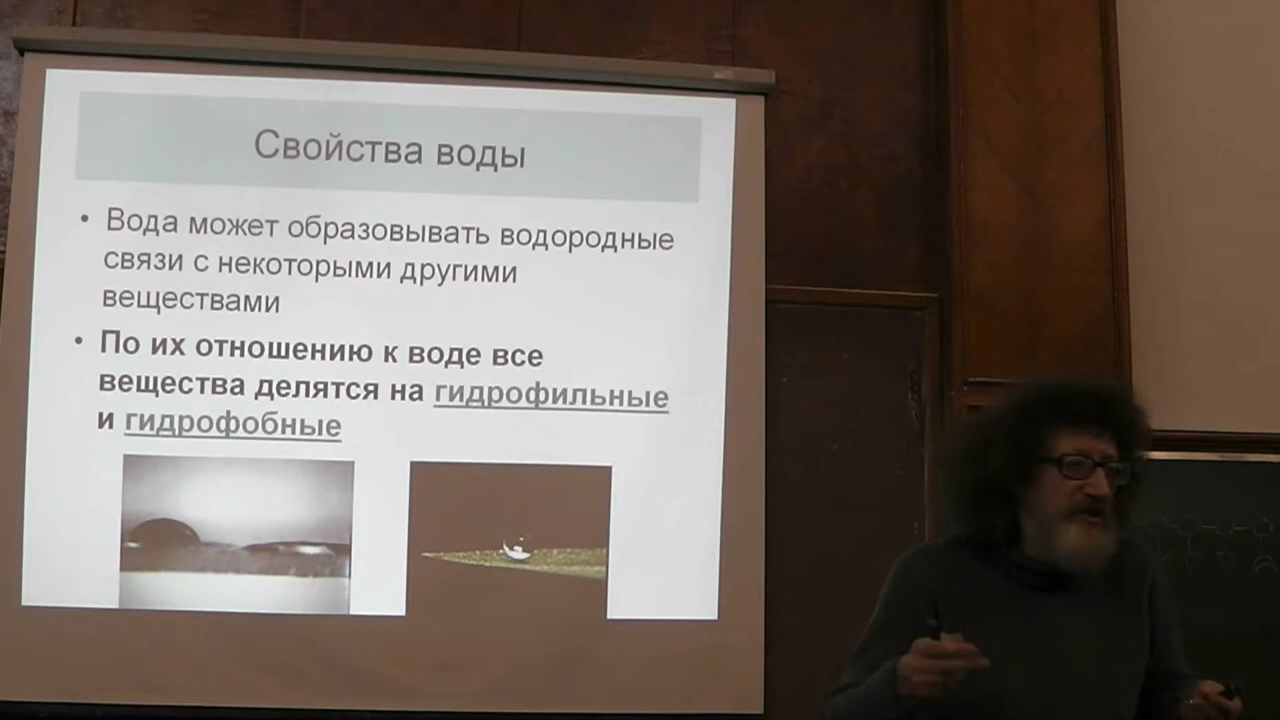 Свойства воды
• Вода может образовывать водородные
связи с некоторыми другими
веществами
• По их отношению к воде все
вещества делятся на гидрофильные
и гидрофобные